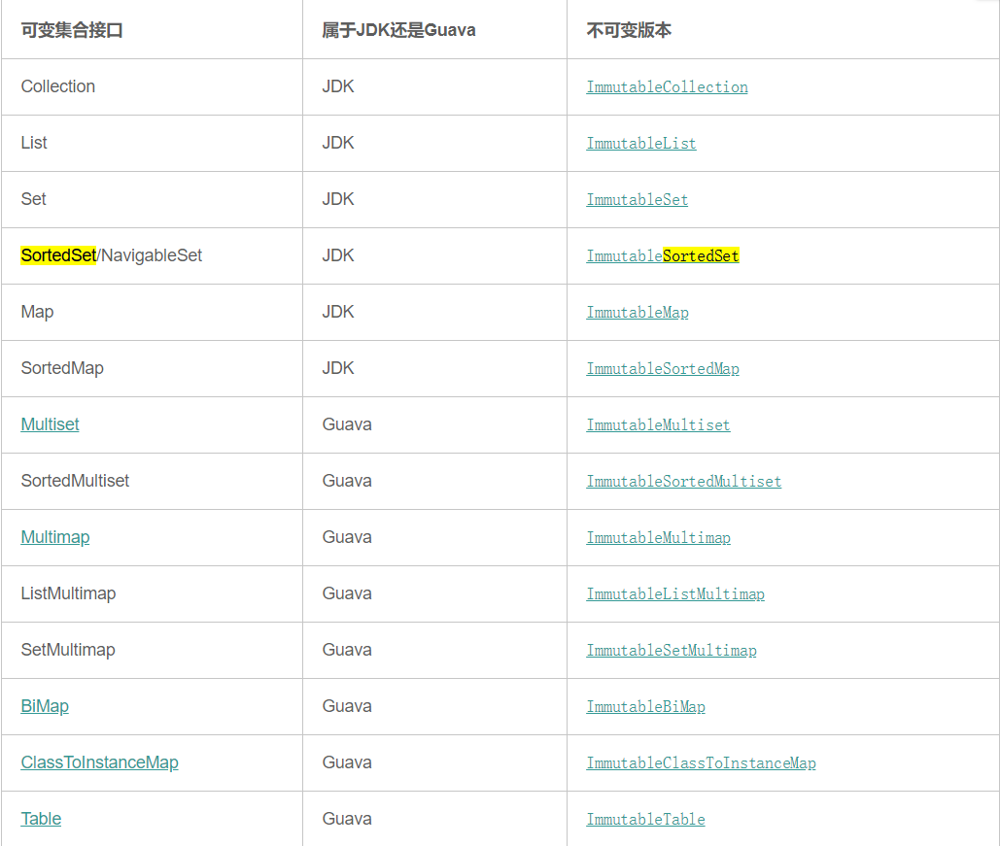 可变集合接口 属于JDK还是Guava 不可变版本
Collection JDK ImmutableCollection
List JDK ImmutableList
Set JDK ImmutableSet
SortedSet/NavigableSet JDK ImmutableSortedSet
Map JDK ImmutableMap
SortedMap JDK ImmutableSortedMap
Multiset Guava ImmutableMultiset
SortedMultiset Guava ImmutableSortedMultiset
Multimap Guava ImmutableMultimap
ListMultimap Guava ImmutableListMultimap
SetMultimap Guava ImmutableSetMultimap
BiMap Guava ImmutableBiMap
ClassToInstanceMap Guava ImmutableClassToInstanceMap
Table Guava ImmutableTable